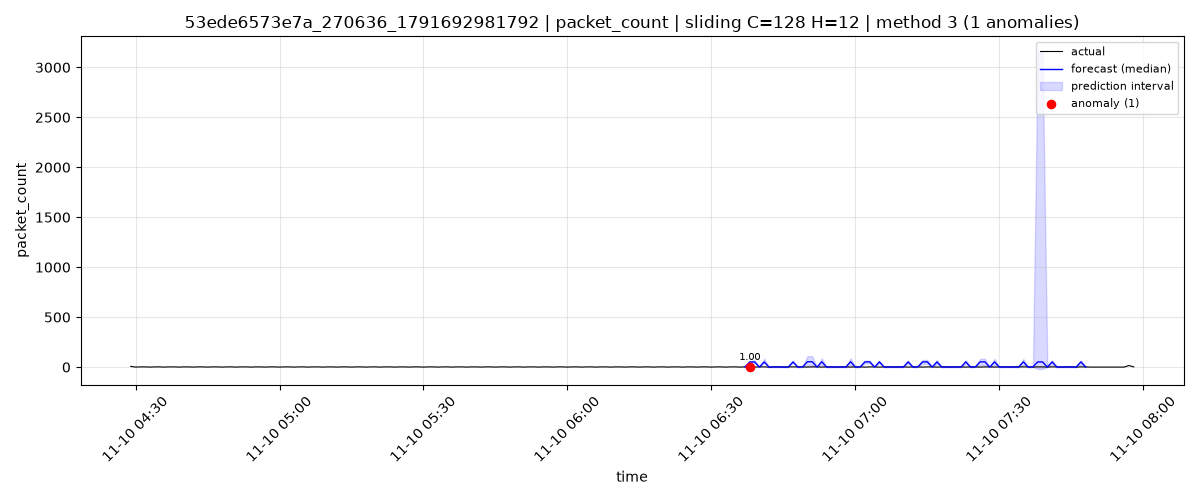 53ede6573e7a_270636_1791692981792 | packet_count | sliding C=128 H=12 | method 3 (1 anomalies)
actual
forecast (median)
prediction interval
anomaly (1)
packet_count
3000
2500
2000
1500
1000
500
0
1.00
11-10 04:30
11-10 05:00
11-10 05:30
11-10 06:00
11-10 06:30
11-10 07:00
11-10 07:30
11-10 08:00
time